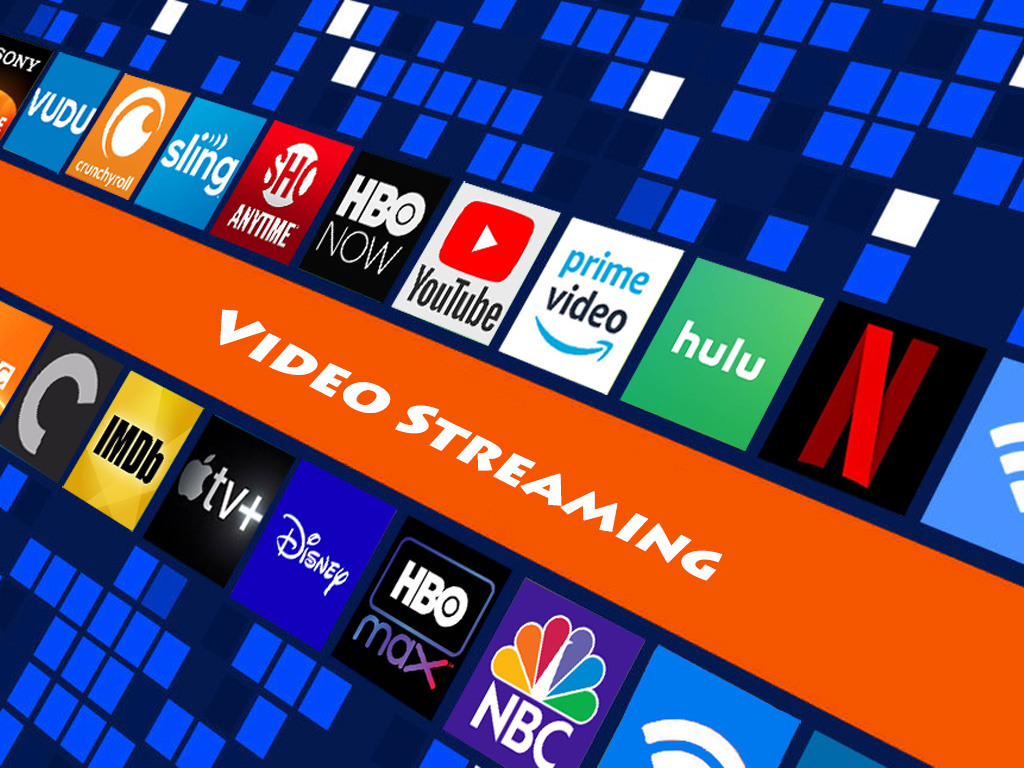 SONY
VUDU
crunchyroll
sling
SHO
ANYTIME
HBO
NOW
YouTube
prime
video
hulu
N
VIDEO STREAMING
IMDb
tv+
Disney
HBO
max
NBC